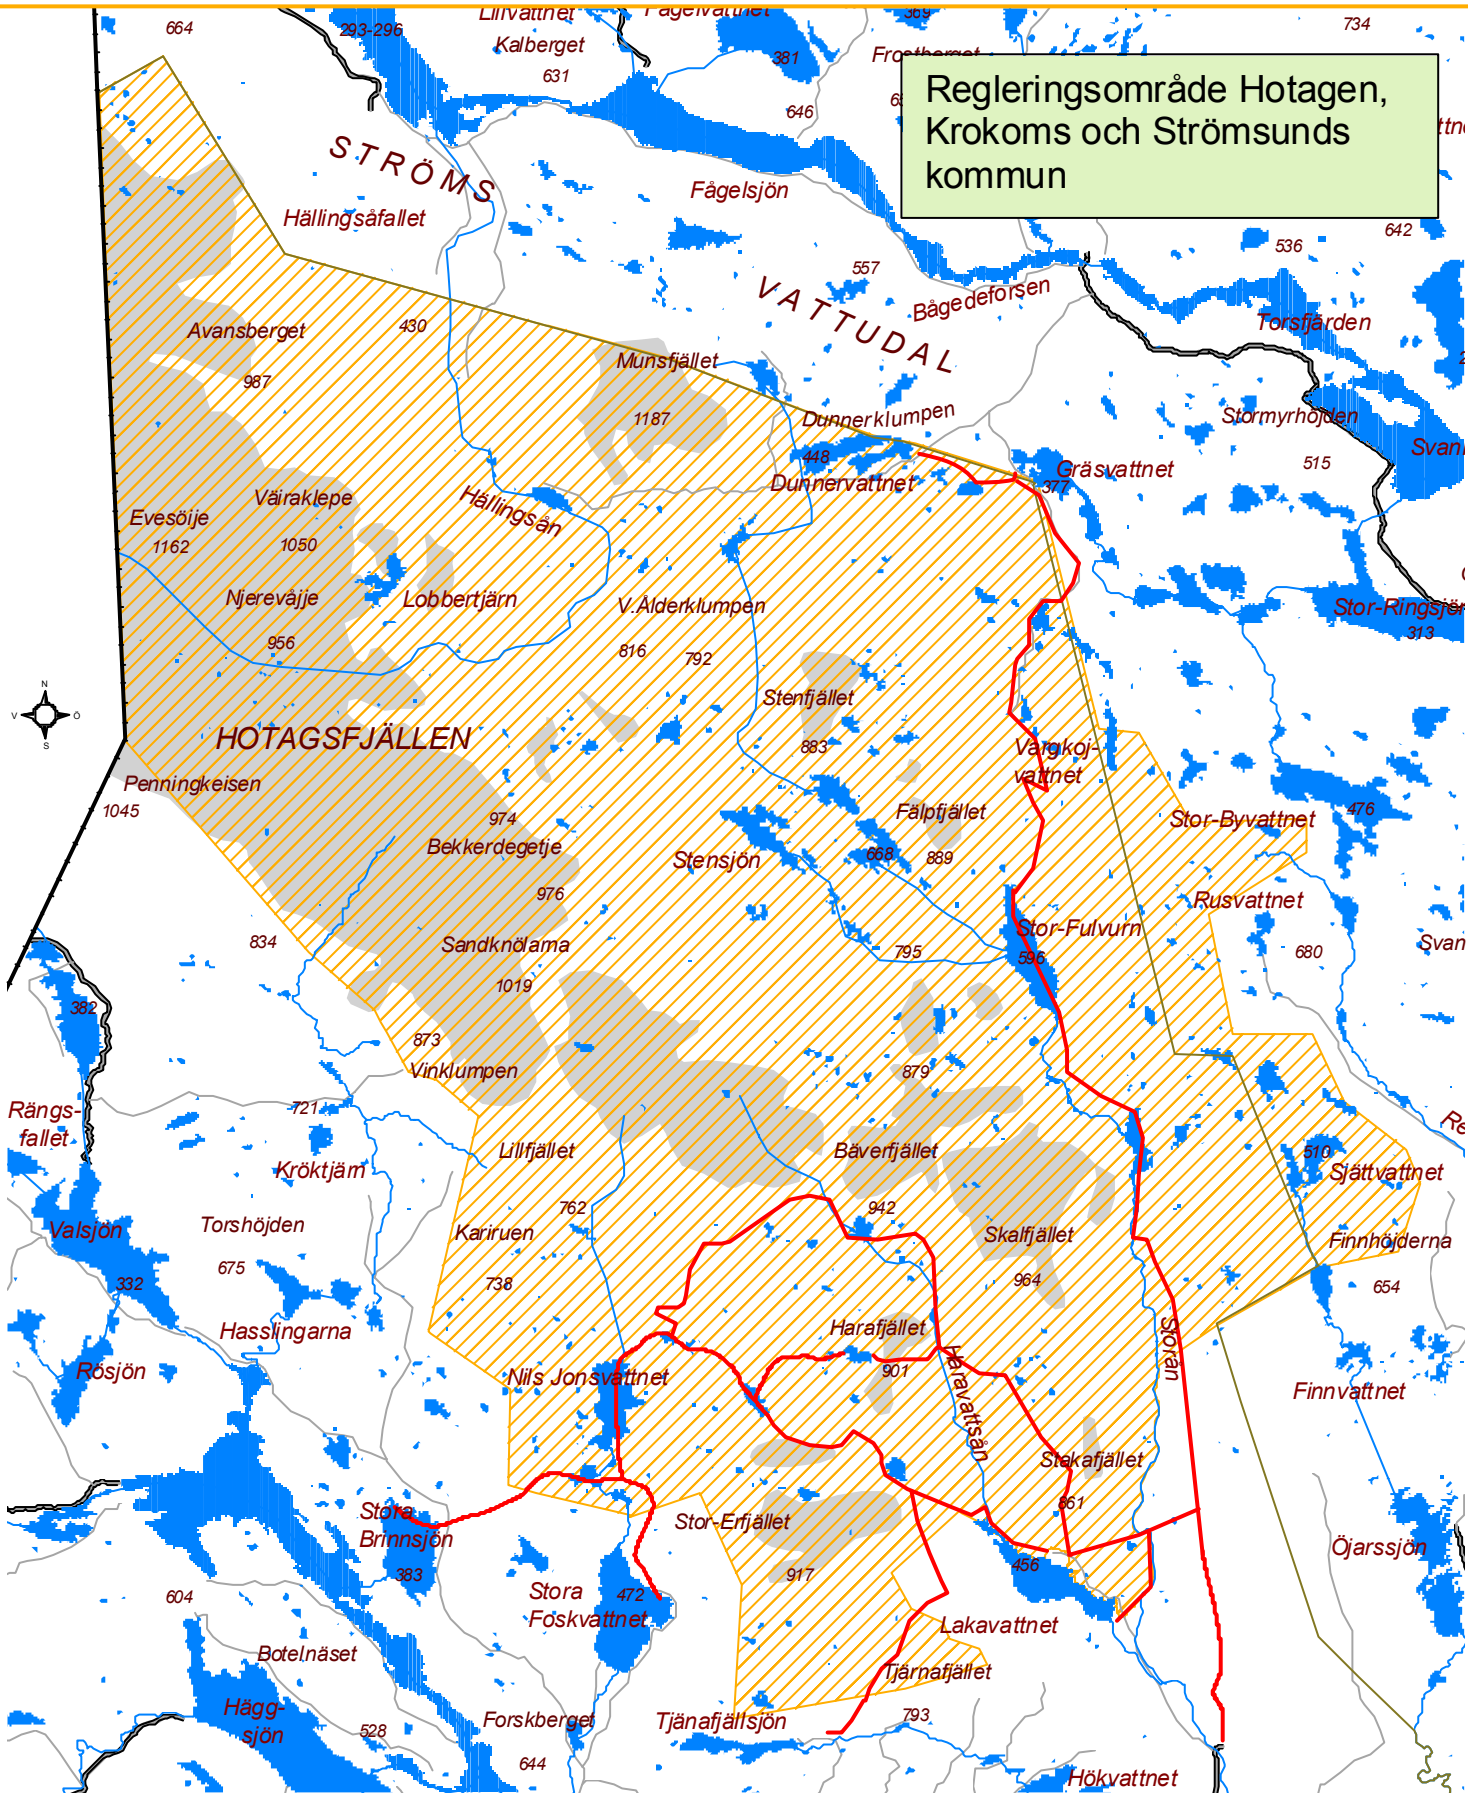 Lillvattnet
Fågelvattnet
369
664
293-296
Kalberget
631
381
734
Frostberget
646
Regleringsområde Hotagen,
Krokoms och Strömsunds
kommun
STRÖMS
Fågelsjön
Hällingsåfallet
642
536
557
VATTUDAL
Bågedeforsen
Torsfjärden
Avansberget
430
987
Munsfjället
1187
Dunnerklumpen
Stormyrhöjden
448
Dunnervattnet
Gräsvattnet
377
515
Väiraklepe
Hällingsån
Evesöije
1162
1050
Njerevåjje
Lobbertjärn
V.Ålderklumpen
Stor-Ringsjön
313
956
816
792
N
V
Ö
S
Stenfjället
HOTAGSFJÄLLEN
883
Vargkoj-
vattnet
Penningkeisen
1045
974
Bekkerdegetje
Fälpfjället
476
Stor-Byvattnet
Stensjön
668
889
976
Rusvattnet
834
Sandknölarna
Stor-Fulvurn
795
596
680
Svan
1019
382
873
Vinklumpen
879
Rängs-
fallet
721
Lillfjället
Bäverfjället
510
Sjättvattnet
Kröktjärn
762
942
Valsjön
Torshöjden
Kariruen
Skalfjället
Finnhöjderna
675
332
738
964
654
Hasslingarna
Harafjället
Storån
Rösjön
Nils Jonsvattnet
901
Haravattsån
Finnvattnet
Stakafjället
861
Stora
Brinnsjön
Stor-Erfjället
Öjarssjön
383
917
456
604
Stora
Foskvattnet
472
Lakavattnet
Botelnäset
Tjärnafjället
Hägg-
sjön
528
Forskberget
Tjänafjällsjön
793
644
Hökvattnet